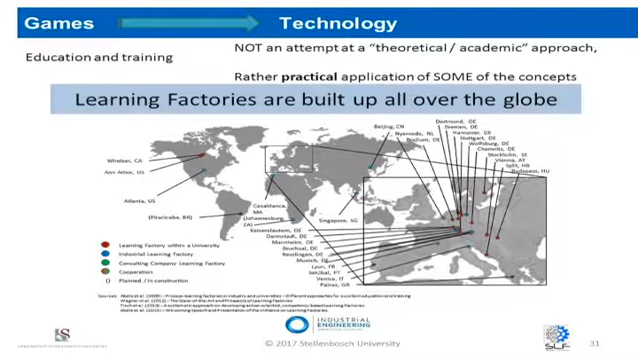 Games
Technology
Education and training
NOT an attempt at a "theoretical / academic" approach,
Rather practical application of SOME of the concepts
Learning Factories are built up all over the globe
Windsor, CA
Ann Arbor, US
Atlanta, US
(Piracicaba, BR)
Casablanca,
MA
(Johannesburg,
ZA)
Singapore, SG
Beijing, CN
Dortmund, DE
Bremen, DE
Hannover, DE
Stuttgart, DE
Wolfsburg, DE
Chemnitz, DE
Stockholm, SE
Vienna, AT
Split, HR
Budapest, HU
Bochum, DE
Kaiserslautern, DE
Darmstadt, DE
Mannheim, DE
Bruchsal, DE
Reutlingen, DE
Munich, DE
Lyon, FR
Setubal, PT
Venice, IT
Patras, GR
Learning Factory within a University
Industrial Learning Factory
Consulting Company Learning Factory
Cooperation
() Planned / in construction
Sources:
INDUSTRIAL
ENGINEERING
© 2017 Stellenbosch University
SLF
31